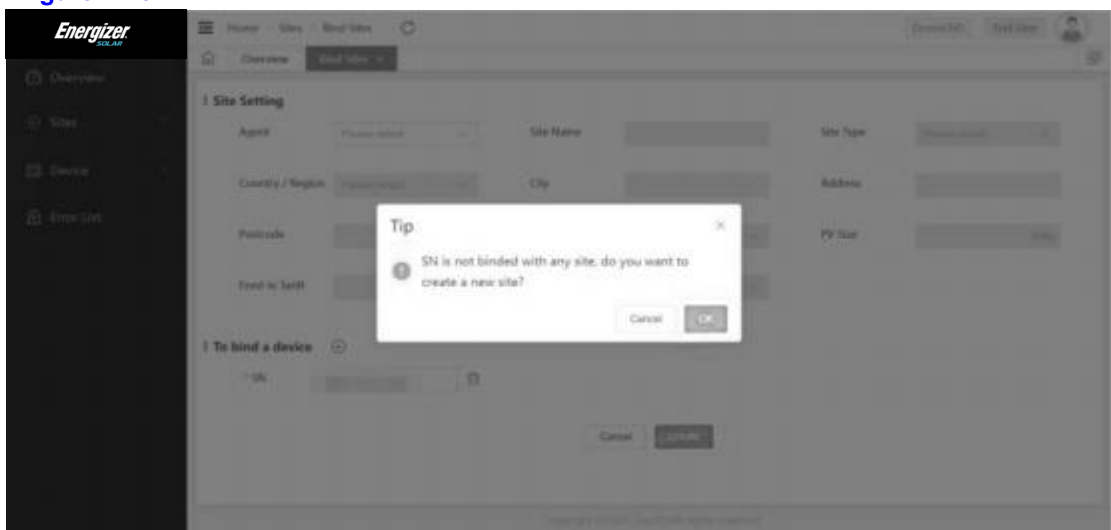 Energizer
SOLAR
Home Sites Bind Sites
Overview Bind Sites ×
Overview
Sites
Device
Error List
Site Setting
Agent Please select Site Name Site Type Please select
Country / Region Please select City Address
Postcode PV Size
Feed in Tariff
Tip ×
SN is not binded with any site, do you want to
create a new site?
Cancel OK
To bind a device
* SN
Cancel